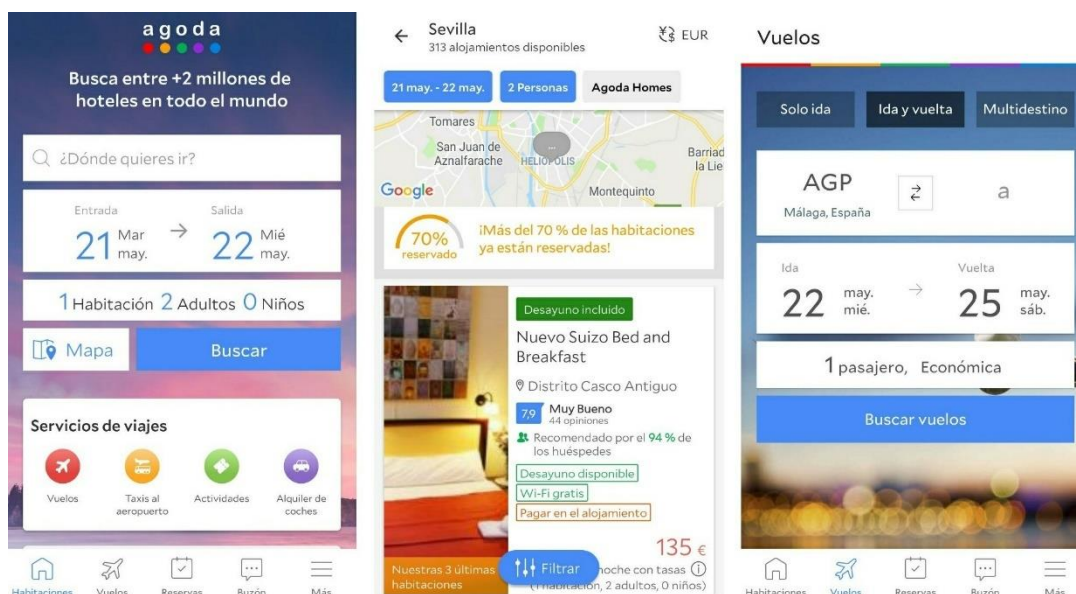 agoda
Busca entre +2 millones de
hoteles en todo el mundo
¿Dónde quieres ir?
Entrada
Salida
21 Mar may.
22 Mié may.
1 Habitación 2 Adultos 0 Niños
Mapa
Buscar
Servicios de viajes
Vuelos
Taxis al
aeropuerto
Actividades
Alquiler de
coches
Habitaciones
Vuelos
Reservas
Buzón
Más
Sevilla
313 alojamientos disponibles
EUR
21 may. - 22 may.
2 Personas
Agoda Homes
Tomares
San Juan de
Aznalfarache
HELIÓPOLIS
Barriad
la Lie
Google
Montequinto
70%
reservado
¡Más del 70 % de las habitaciones
ya están reservadas!
Desayuno incluido
Nuevo Suizo Bed and
Breakfast
Distrito Casco Antiguo
7,9
Muy Bueno
44 opiniones
Recomendado por el 94 % de
los huéspedes
Desayuno disponible
Wi-Fi gratis
Pagar en el alojamiento
135 €
Nuestras 3 últimas
habitaciones
Filtrar
noche con tasas
(1 habitación, 2 adultos, 0 niños)
Vuelos
Solo ida
Ida y vuelta
Multidestino
AGP
Málaga, España
a
Ida
Vuelta
22 may. mié.
25 may. sáb.
1 pasajero, Económica
Buscar vuelos
Habitaciones
Vuelos
Reservas
Buzón
Más